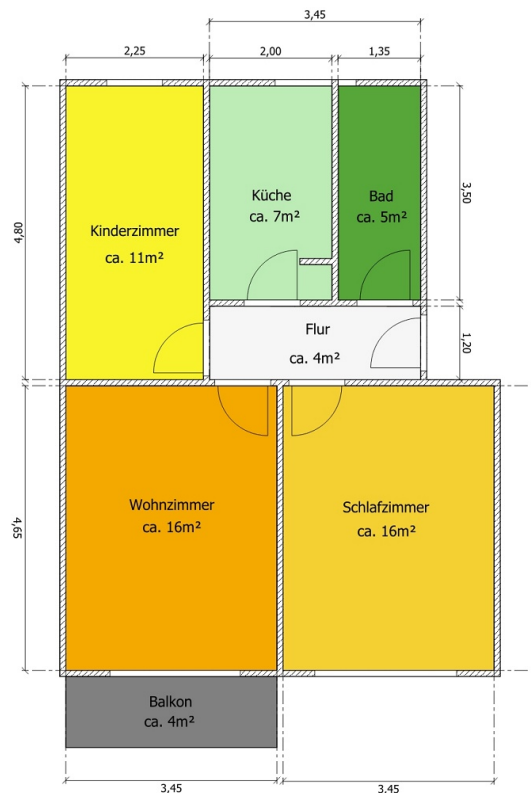 3,45
2,25
2,00
1,35
4,80
3,50
Kinderzimmer
ca. 11m²
Küche
ca. 7m²
Bad
ca. 5m²
1,20
Flur
ca. 4m²
4,65
Wohnzimmer
ca. 16m²
Schlafzimmer
ca. 16m²
Balkon
ca. 4m²
3,45
3,45